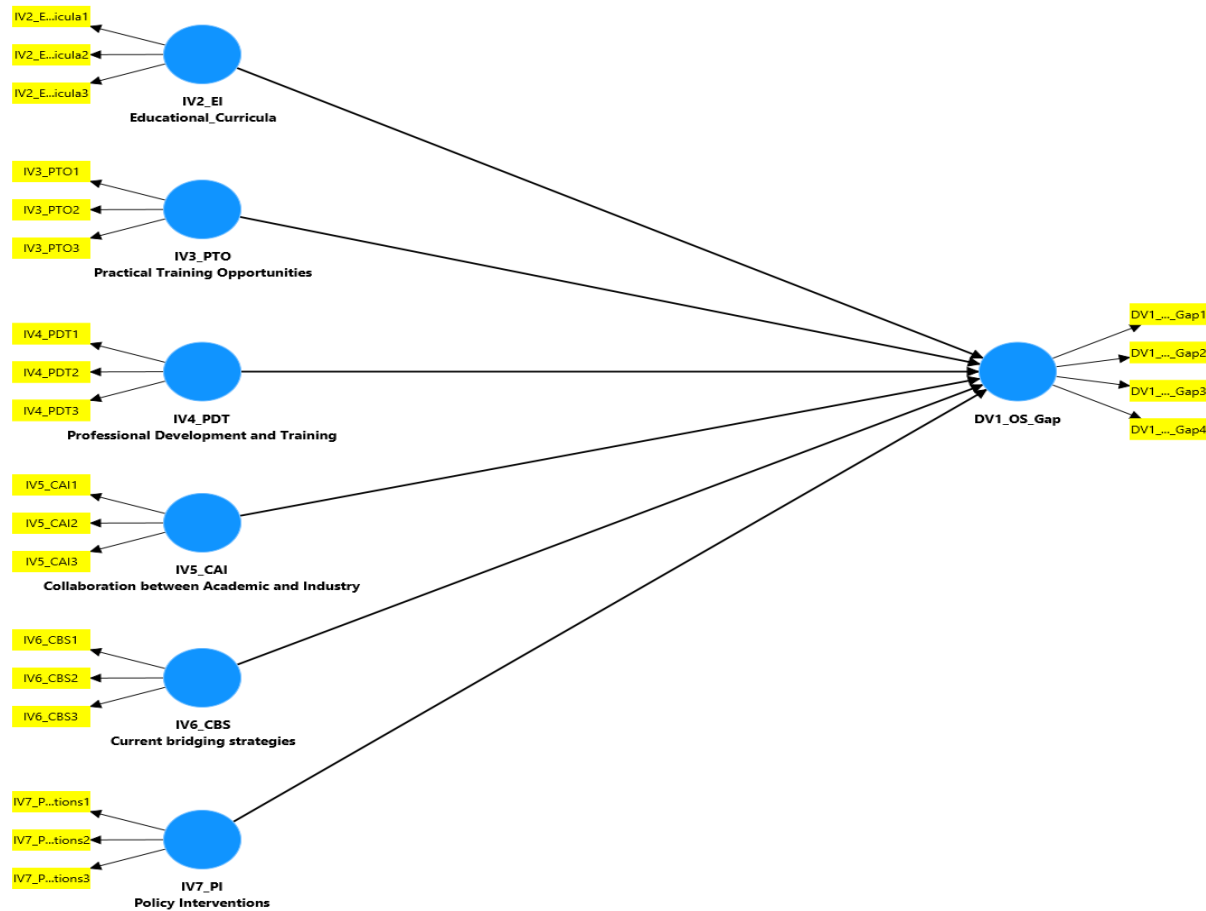 IV2_E...icula1
IV2_E...icula2
IV2_E...icula3
IV2_EI
Educational_Curricula
IV3_PTO1
IV3_PTO2
IV3_PTO3
IV3_PTO
Practical Training Opportunities
IV4_PDT1
IV4_PDT2
IV4_PDT3
IV4_PDT
Professional Development and Training
IV5_CAI1
IV5_CAI2
IV5_CAI3
IV5_CAI
Collaboration between Academic and Industry
IV6_CBS1
IV6_CBS2
IV6_CBS3
IV6_CBS
Current bridging strategies
IV7_P...tions1
IV7_P...tions2
IV7_P...tions3
IV7_PI
Policy Interventions
DV1_..._Gap1
DV1_..._Gap2
DV1_..._Gap3
DV1_..._Gap4
DV1_OS_Gap